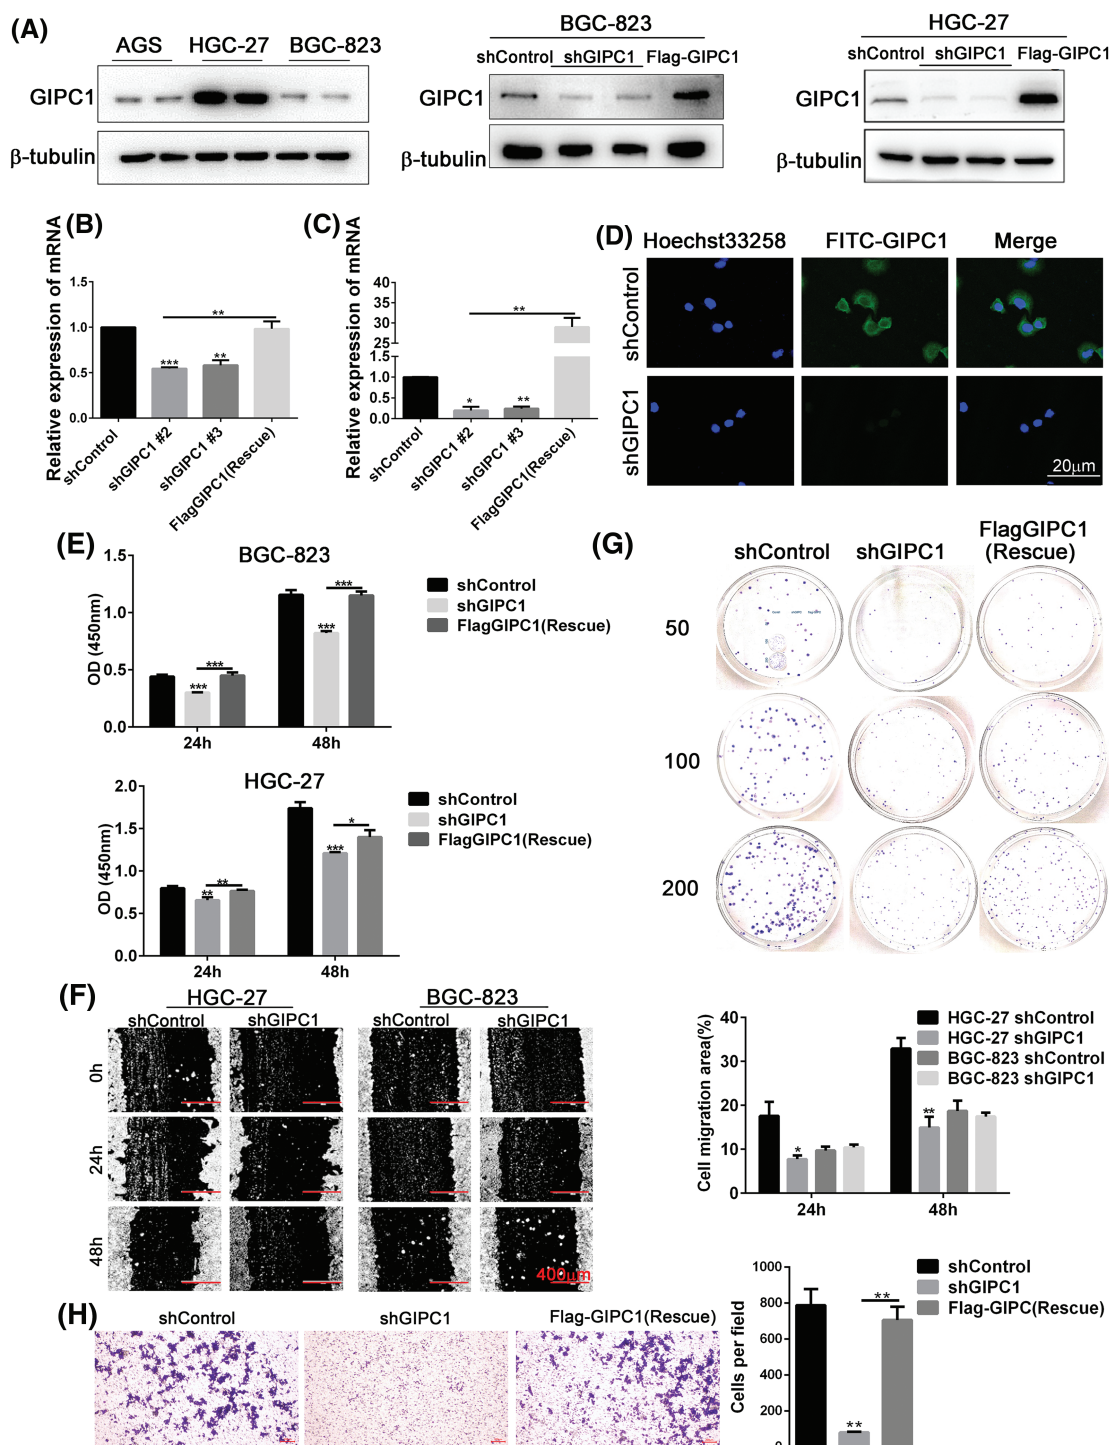 (A)
AGS HGC-27 BGC-823
GIPC1
β-tubulin
BGC-823
shControl shGIPC1 Flag-GIPC1
GIPC1
β-tubulin
HGC-27
shControl shGIPC1 Flag-GIPC1
GIPC1
β-tubulin
(B)
Relative expression of mRNA
1.5
1.0
0.5
0.0
**
*** **
shControl
shGIPC1 #2
shGIPC1 #3
FlagGIPC1(Rescue)
(C)
Relative expression of mRNA
40
35
30
25
1.5
1.0
0.5
0.0
**
* **
shControl
shGIPC1 #2
shGIPC1 #3
FlagGIPC1(Rescue)
(D)
Hoechst33258 FITC-GIPC1 Merge
shControl
shGIPC1
20μm
(E)
BGC-823
OD (450nm)
1.5
1.0
0.5
0.0
*** *** *** ***
24h 48h
shControl
shGIPC1
FlagGIPC1(Rescue)
HGC-27
OD (450nm)
2.0
1.5
1.0
0.5
0.0
** ** *** *
24h 48h
shControl
shGIPC1
FlagGIPC1(Rescue)
(G)
shControl shGIPC1 FlagGIPC1
(Rescue)
50
100
200
(F)
HGC-27 BGC-823
shControl shGIPC1 shControl shGIPC1
0h
24h
48h
400μm
Cell migration area(%)
40
30
20
10
0
* **
24h 48h
HGC-27 shControl
HGC-27 shGIPC1
BGC-823 shControl
BGC-823 shGIPC1
(H)
shControl shGIPC1 Flag-GIPC1(Rescue)
Cells per field
1000
800
600
400
200
0
** **
shControl
shGIPC1
Flag-GIPC(Rescue)